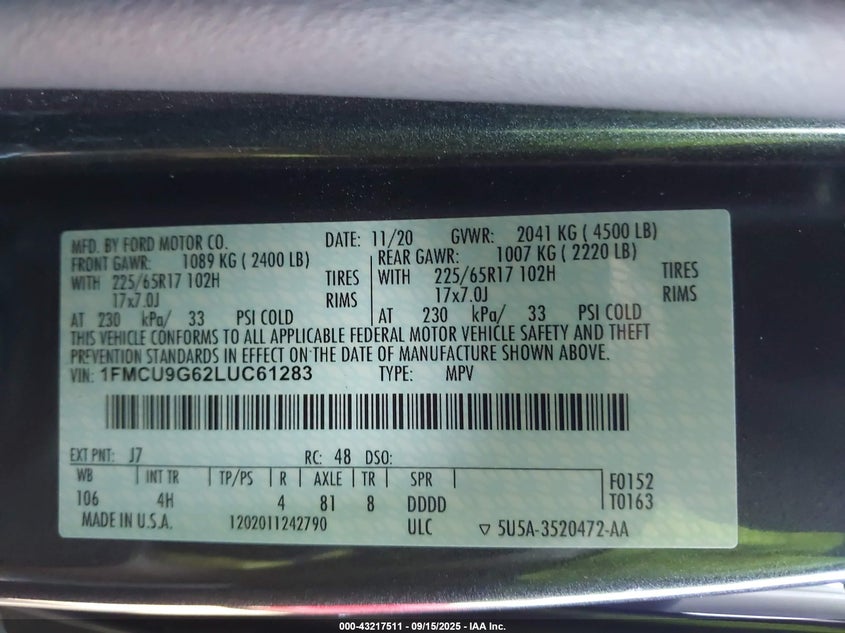 MFD. BY FORD MOTOR CO. DATE: 11/20 GVWR: 2041 KG ( 4500 LB)
FRONT GAWR: 1089 KG ( 2400 LB) REAR GAWR: 1007 KG ( 2220 LB)
WITH 225/65R17 102H TIRES WITH 225/65R17 102H TIRES
17x7.0J RIMS 17x7.0J RIMS
AT 230 kPa/ 33 PSI COLD AT 230 kPa/ 33 PSI COLD
THIS VEHICLE CONFORMS TO ALL APPLICABLE FEDERAL MOTOR VEHICLE SAFETY AND THEFT
PREVENTION STANDARDS IN EFFECT ON THE DATE OF MANUFACTURE SHOWN ABOVE.
VIN: 1FMCU9G62LUC61283 TYPE: MPV
EXT PNT: J7 RC: 48 DSO:
WB INT TR TP/PS R AXLE TR SPR F0152
106 4H 4 81 8 DDDD T0163
MADE IN U.S.A. 1202011242790 ULC ▽ 5U5A-3520472-AA
000-43217511 - 09/15/2025 - IAA Inc.